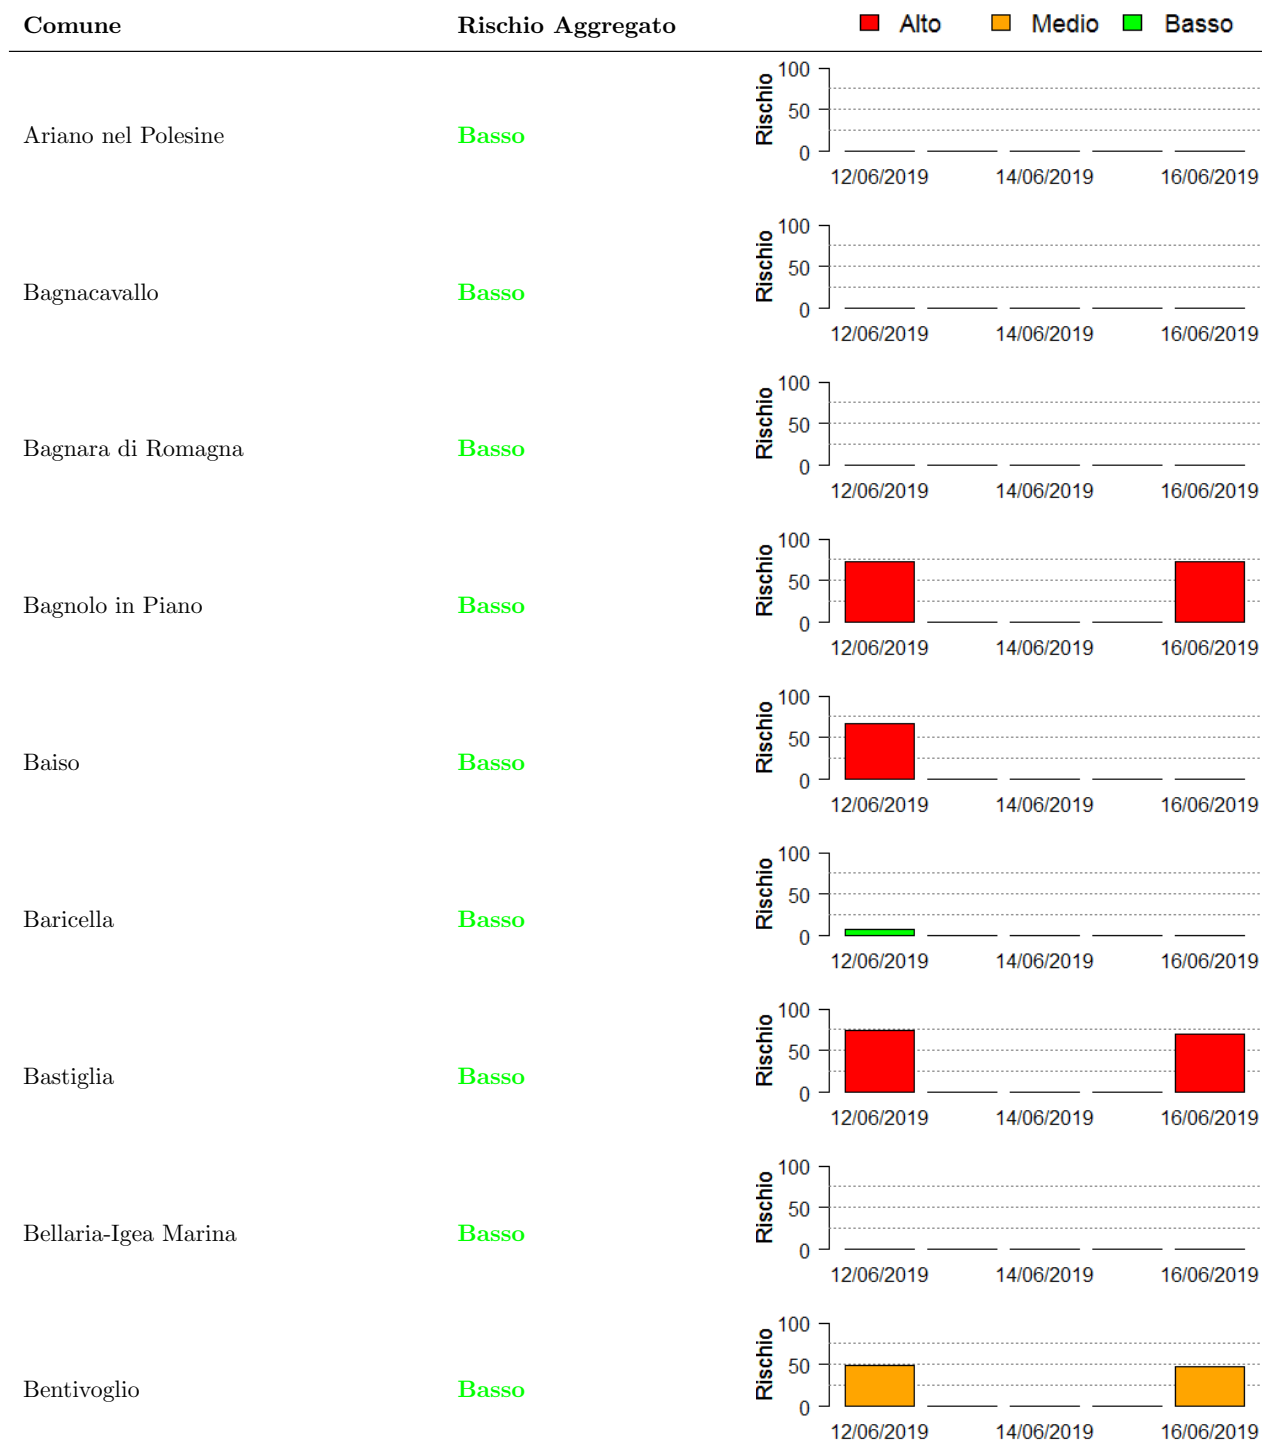 Comune Rischio Aggregato Alto Medio Basso
100
Rischio
50
Ariano nel Polesine Basso
0
12/06/2019 14/06/2019 16/06/2019
100
Rischio
50
Bagnacavallo Basso
0
12/06/2019 14/06/2019 16/06/2019
100
Rischio
50
Bagnara di Romagna Basso
0
12/06/2019 14/06/2019 16/06/2019
100
Rischio
50
Bagnolo in Piano Basso
0
12/06/2019 14/06/2019 16/06/2019
100
Rischio
50
Baiso Basso
0
12/06/2019 14/06/2019 16/06/2019
100
Rischio
50
Baricella Basso
0
12/06/2019 14/06/2019 16/06/2019
100
Rischio
50
Bastiglia Basso
0
12/06/2019 14/06/2019 16/06/2019
100
Rischio
50
Bellaria-Igea Marina Basso
0
12/06/2019 14/06/2019 16/06/2019
100
Rischio
50
Bentivoglio Basso
0
12/06/2019 14/06/2019 16/06/2019